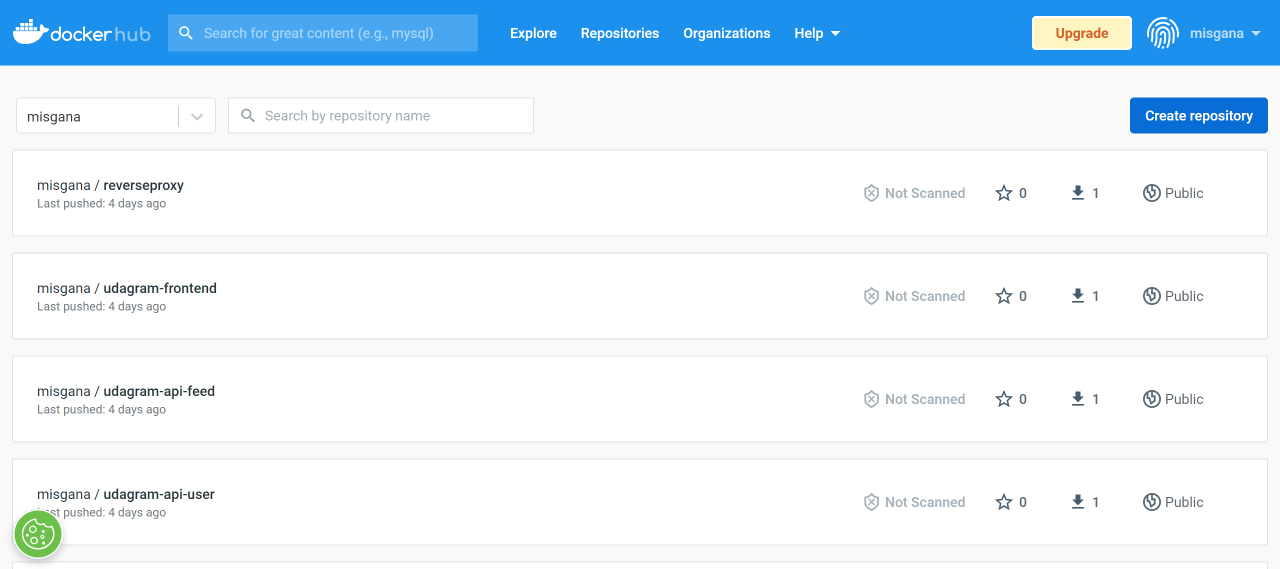 docker hub
Search for great content (e.g., mysql)
Explore
Repositories
Organizations
Help
Upgrade
misgana
misgana
Search by repository name
Create repository
misgana / reverseproxy
Last pushed: 4 days ago
Not Scanned
0
1
Public
misgana / udagram-frontend
Last pushed: 4 days ago
Not Scanned
0
1
Public
misgana / udagram-api-feed
Last pushed: 4 days ago
Not Scanned
0
1
Public
misgana / udagram-api-user
Last pushed: 4 days ago
Not Scanned
0
1
Public